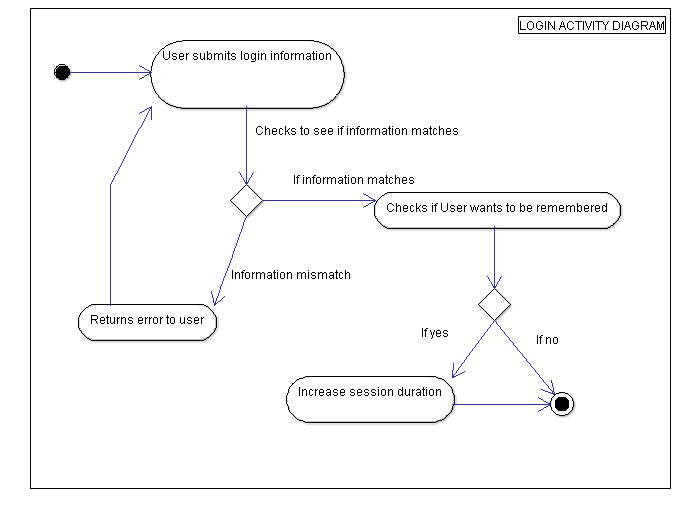 LOGIN ACTIVITY DIAGRAM
User submits login information
Checks to see if information matches
If information matches
Checks if User wants to be remembered
Information mismatch
Returns error to user
If yes
If no
Increase session duration